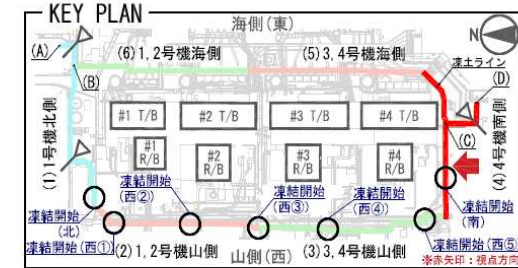 KEY PLAN
海側(東)
N
(A)
(6)1,2号機海側
(5)3,4号機海側
凍土ライン
(B)
(D)
#1 T/B
#2 T/B
#3 T/B
#4 T/B
(C)
(1)1号機北側
#1
R/B
#2
R/B
#3
R/B
#4
R/B
(4)4号機南側
凍結開始
(西②)
凍結開始
(西③)
凍結開始
(西④)
凍結開始
(北)
凍結開始
(南)
凍結開始(西①)
(2)1,2号機山側
山側(西)
(3)3,4号機山側
凍結開始(西⑤)
※赤矢印:視点方向